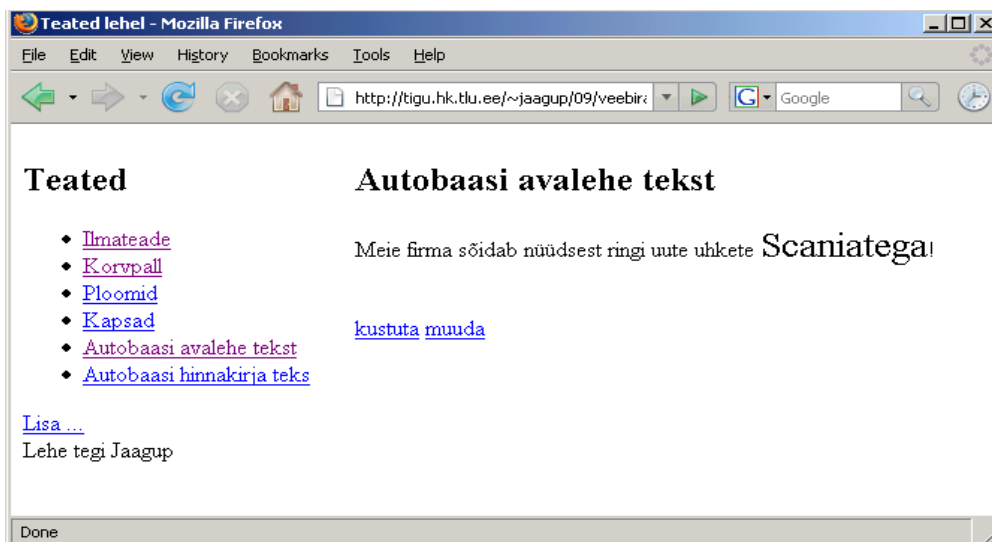 Teated lehel - Mozilla Firefox
File Edit View History Bookmarks Tools Help
http://tigu.hk.tlu.ee/~jaagup/09/veebira
G Google
Teated
Ilmateade
Korvpall
Ploomid
Kapsad
Autobaasi avalehe tekst
Autobaasi hinnakirja teks
Lisa ...
Lehe tegi Jaagup
Autobaasi avalehe tekst
Meie firma sõidab nüüdsest ringi uute uhkete Scaniatega!
kustuta muuda
Done